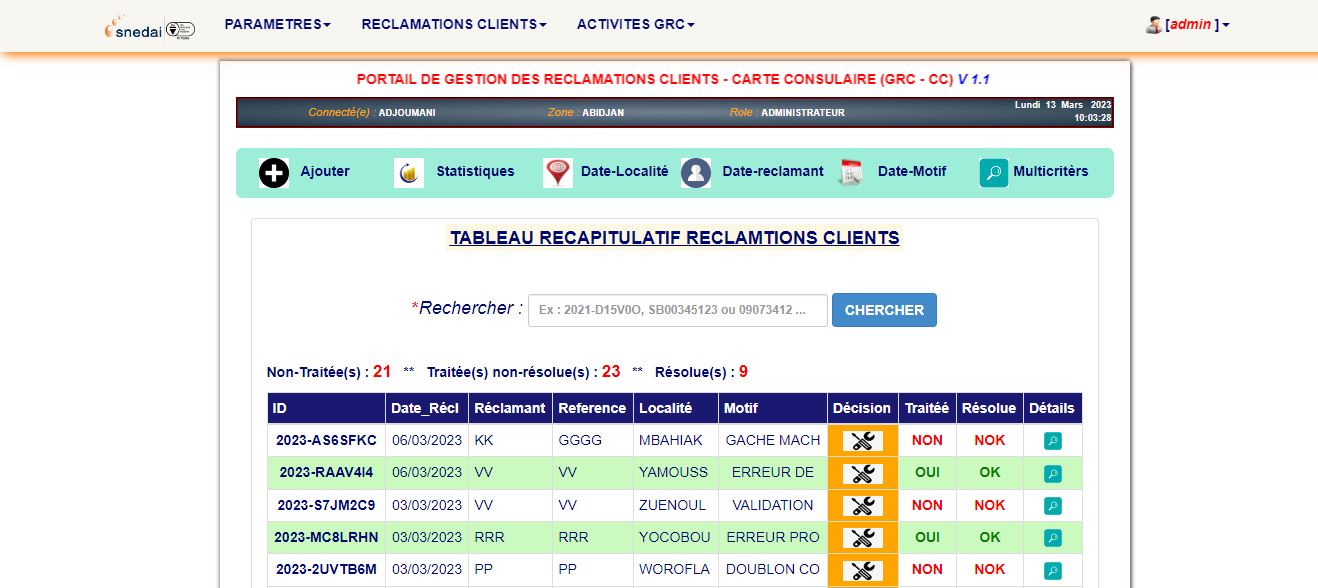 snedai PARAMETRES RECLAMATIONS CLIENTS ACTIVITES GRC [admin ]
PORTAIL DE GESTION DES RECLAMATIONS CLIENTS - CARTE CONSULAIRE (GRC - CC) V 1.1
Connecté(e) : ADJOUMANI Zone : ABIDJAN Role : ADMINISTRATEUR Lundi 13 Mars 2023
10:03:28
Ajouter Statistiques Date-Localité Date-reclamant Date-Motif Multicritèrs
TABLEAU RECAPITULATIF RECLAMTIONS CLIENTS
*Rechercher : Ex : 2021-D15V0O, SB00345123 ou 09073412 ... CHERCHER
Non-Traitée(s) : 21 ** Traitée(s) non-résolue(s) : 23 ** Résolue(s) : 9
ID Date_Récl Réclamant Reference Localité Motif Décision Traitéé Résolue Détails
2023-AS6SFKC 06/03/2023 KK GGGG MBAHIAK GACHE MACH NON NOK
2023-RAAV4I4 06/03/2023 VV VV YAMOUSS ERREUR DE OUI OK
2023-S7JM2C9 03/03/2023 VV VV ZUENOUL VALIDATION NON NOK
2023-MC8LRHN 03/03/2023 RRR RRR YOCOBOU ERREUR PRO OUI OK
2023-2UVTB6M 03/03/2023 PP PP WOROFLA DOUBLON CO NON NOK